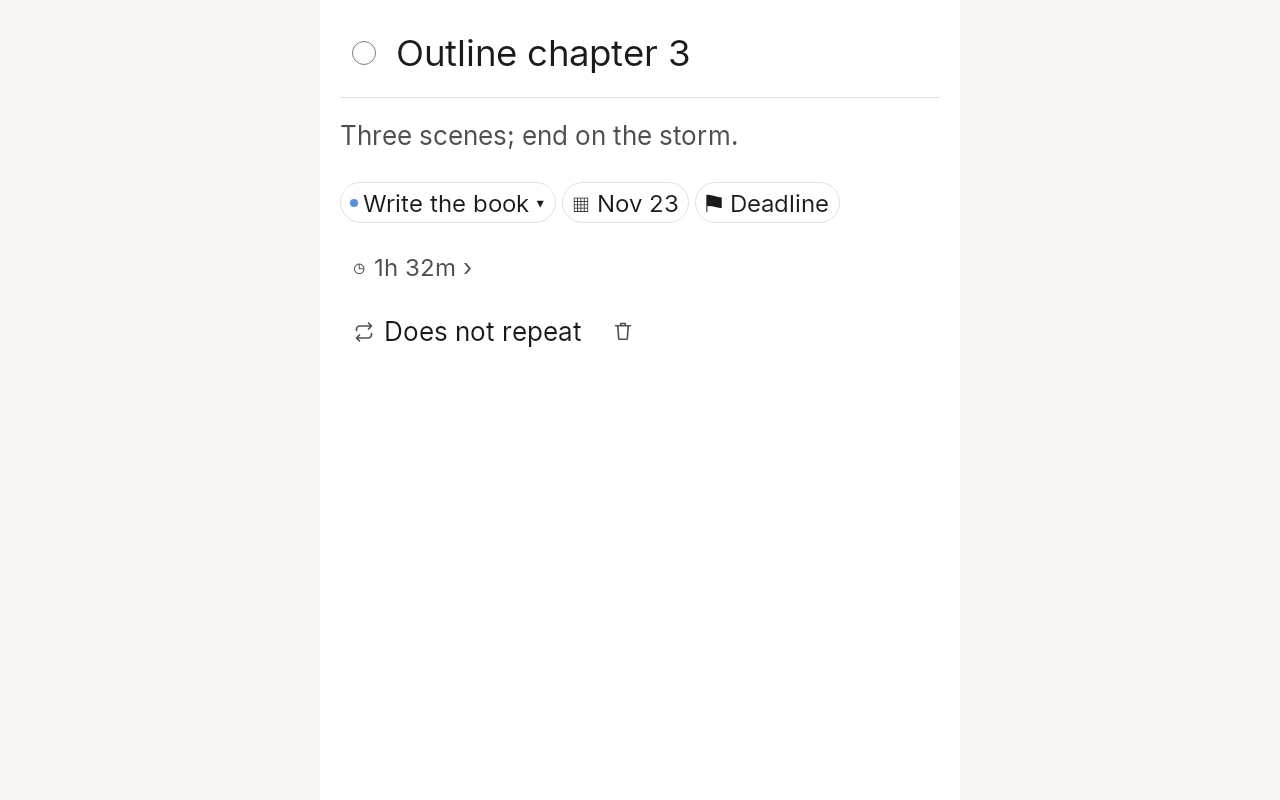 Outline chapter 3
Three scenes; end on the storm.
Write the book Nov 23 Deadline
1h 32m ›
Does not repeat